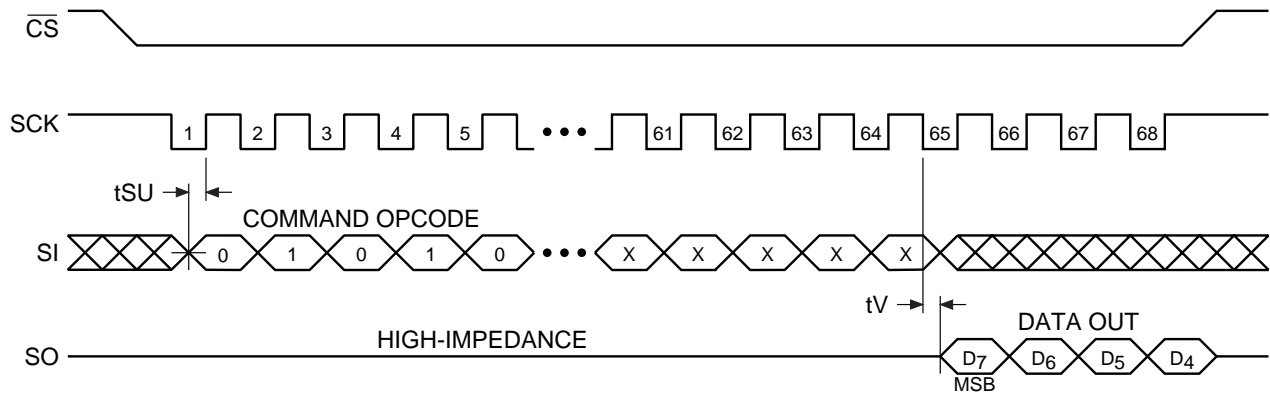 CS
SCK 1 2 3 4 5 ••• 61 62 63 64 65 66 67 68
tSU
COMMAND OPCODE
SI 0 1 0 1 0 ••• X X X X X
tV
HIGH-IMPEDANCE
DATA OUT
SO D7 D6 D5 D4
MSB